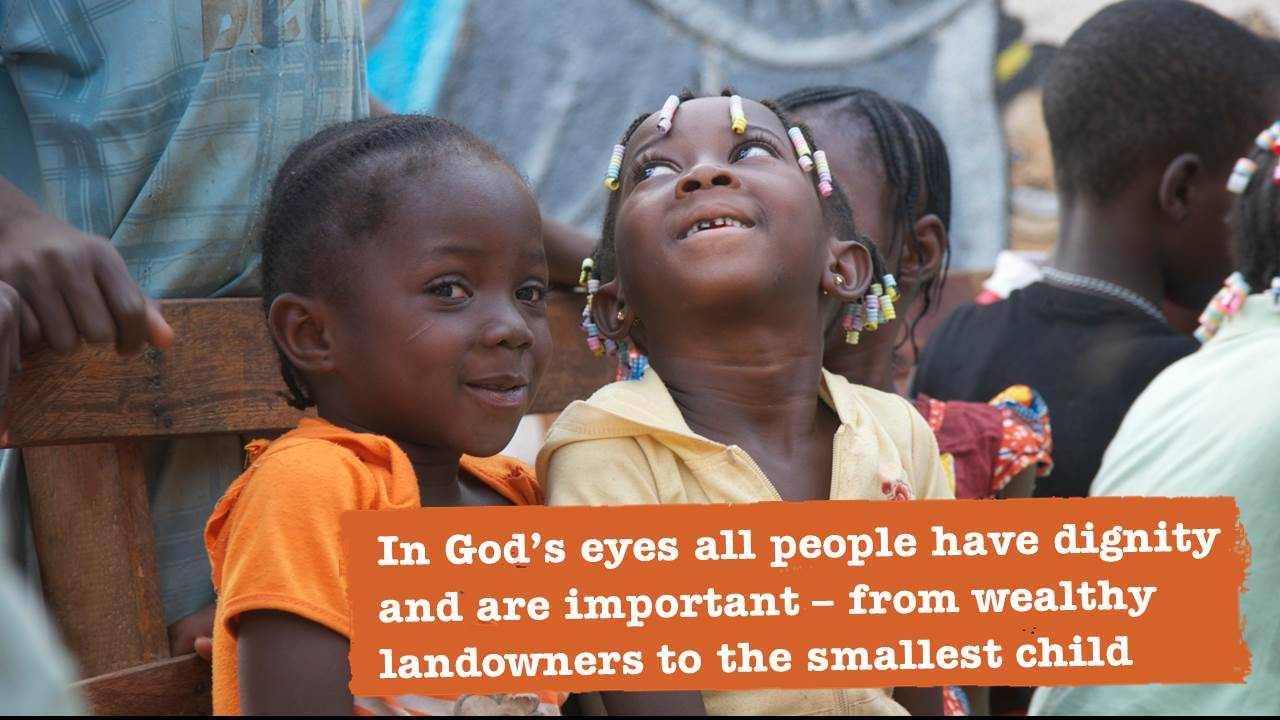 In God’s eyes all people have dignity
and are important – from wealthy
landowners to the smallest child